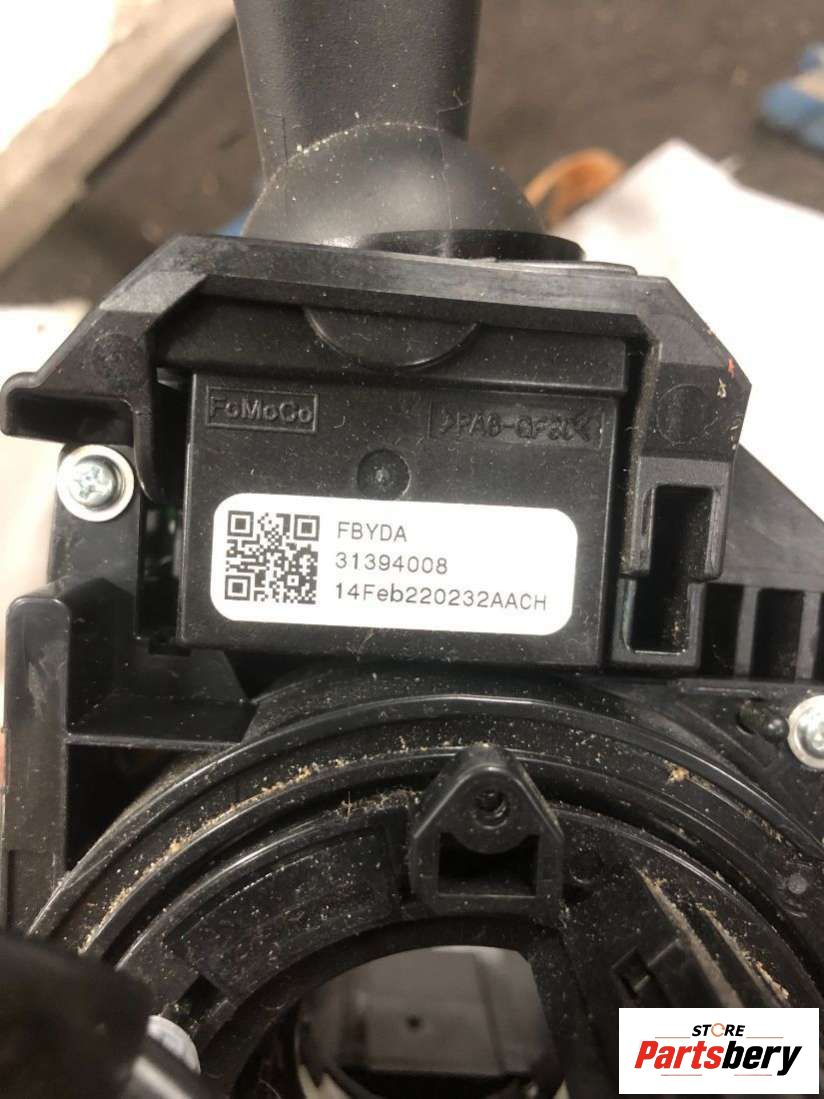 FoMoCo
FBYDA
31394008
14Feb220232AACH
STORE
Partsbery